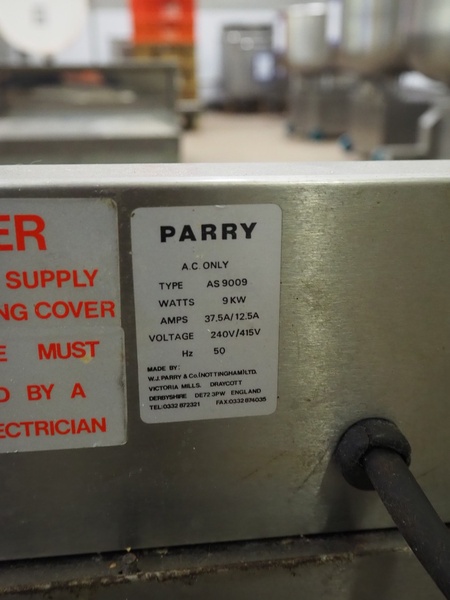 ER
SUPPLY
NG COVER
E MUST
D BY A
ECTRICIAN
PARRY
A.C. ONLY
TYPE AS 9009
WATTS 9 KW
AMPS 37.5A/12.5A
VOLTAGE 240V/415V
Hz 50
MADE BY:
W.J. PARRY & Co. (NOTTINGHAM) LTD.
VICTORIA MILLS. DRAYCOTT
DERBYSHIRE DE72 3PW ENGLAND
TEL:0332 872321 FAX 0332 874035